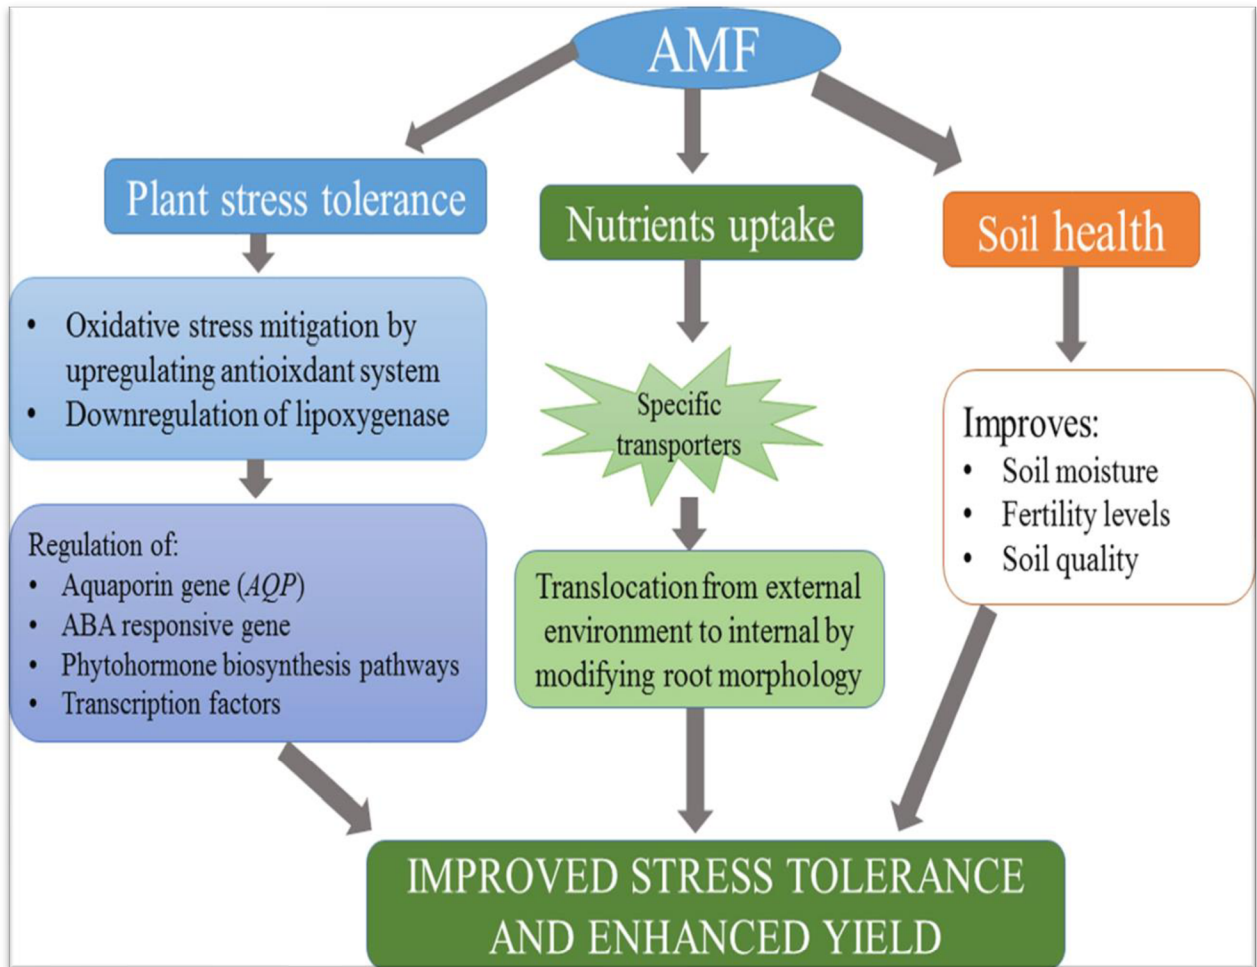 AMF
Plant stress tolerance
Nutrients uptake
Soil health
• Oxidative stress mitigation by
upregulating antioixdant system
• Downregulation of lipoxygenase
Specific
transporters
Improves:
• Soil moisture
• Fertility levels
• Soil quality
Regulation of:
• Aquaporin gene (AQP)
• ABA responsive gene
• Phytohormone biosynthesis pathways
• Transcription factors
Translocation from external
environment to internal by
modifying root morphology
IMPROVED STRESS TOLERANCE
AND ENHANCED YIELD